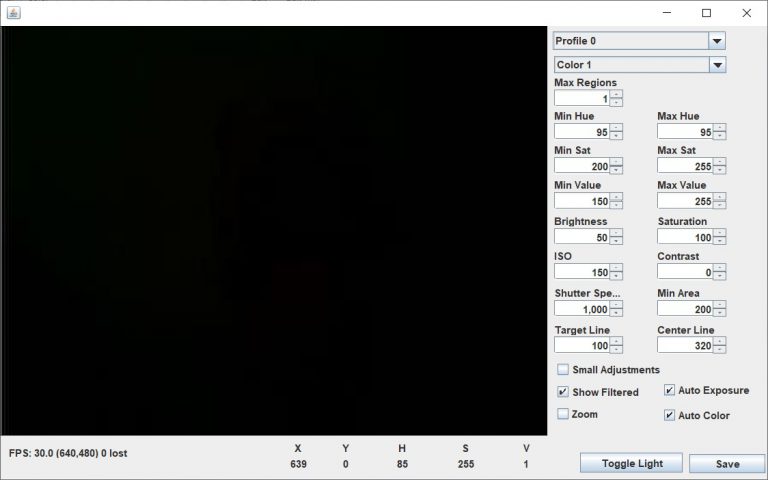 Profile 0
Color 1
Max Regions
1
Min Hue Max Hue
95 95
Min Sat Max Sat
200 255
Min Value Max Value
150 255
Brightness Saturation
50 100
ISO Contrast
150 0
Shutter Spe... Min Area
1,000 200
Target Line Center Line
100 320
Small Adjustments
Show Filtered Auto Exposure
Zoom Auto Color
FPS: 30.0 (640,480) 0 lost
X Y H S V
639 0 85 255 1
Toggle Light Save